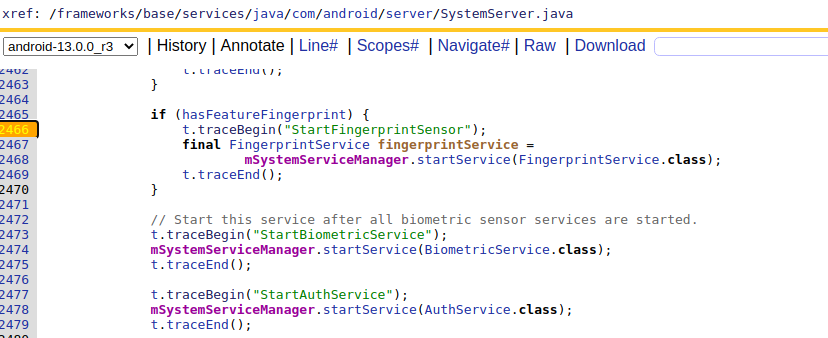 xref: /frameworks/base/services/java/com/android/server/SystemServer.java
android-13.0.0_r3 | History | Annotate | Line# | Scopes# | Navigate# | Raw | Download
2462 t.traceEnd();
2463 }
2464
2465 if (hasFeatureFingerprint) {
2466 t.traceBegin("StartFingerprintSensor");
2467 final FingerprintService fingerprintService =
2468 mSystemServiceManager.startService(FingerprintService.class);
2469 t.traceEnd();
2470 }
2471
2472 // Start this service after all biometric sensor services are started.
2473 t.traceBegin("StartBiometricService");
2474 mSystemServiceManager.startService(BiometricService.class);
2475 t.traceEnd();
2476
2477 t.traceBegin("StartAuthService");
2478 mSystemServiceManager.startService(AuthService.class);
2479 t.traceEnd();